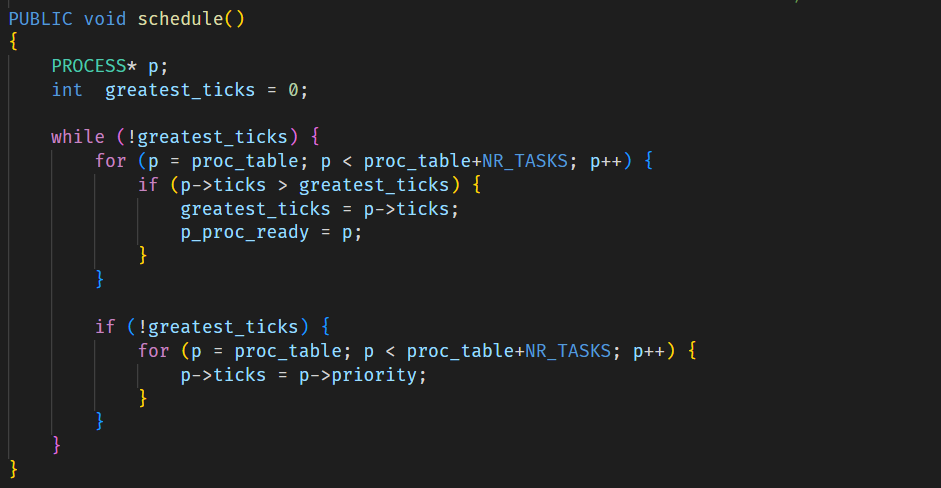 PUBLIC void schedule()
{
    PROCESS* p;
    int  greatest_ticks = 0;

    while (!greatest_ticks) {
        for (p = proc_table; p < proc_table+NR_TASKS; p++) {
            if (p->ticks > greatest_ticks) {
                greatest_ticks = p->ticks;
                p_proc_ready = p;
            }
        }

        if (!greatest_ticks) {
            for (p = proc_table; p < proc_table+NR_TASKS; p++) {
                p->ticks = p->priority;
            }
        }
    }
}